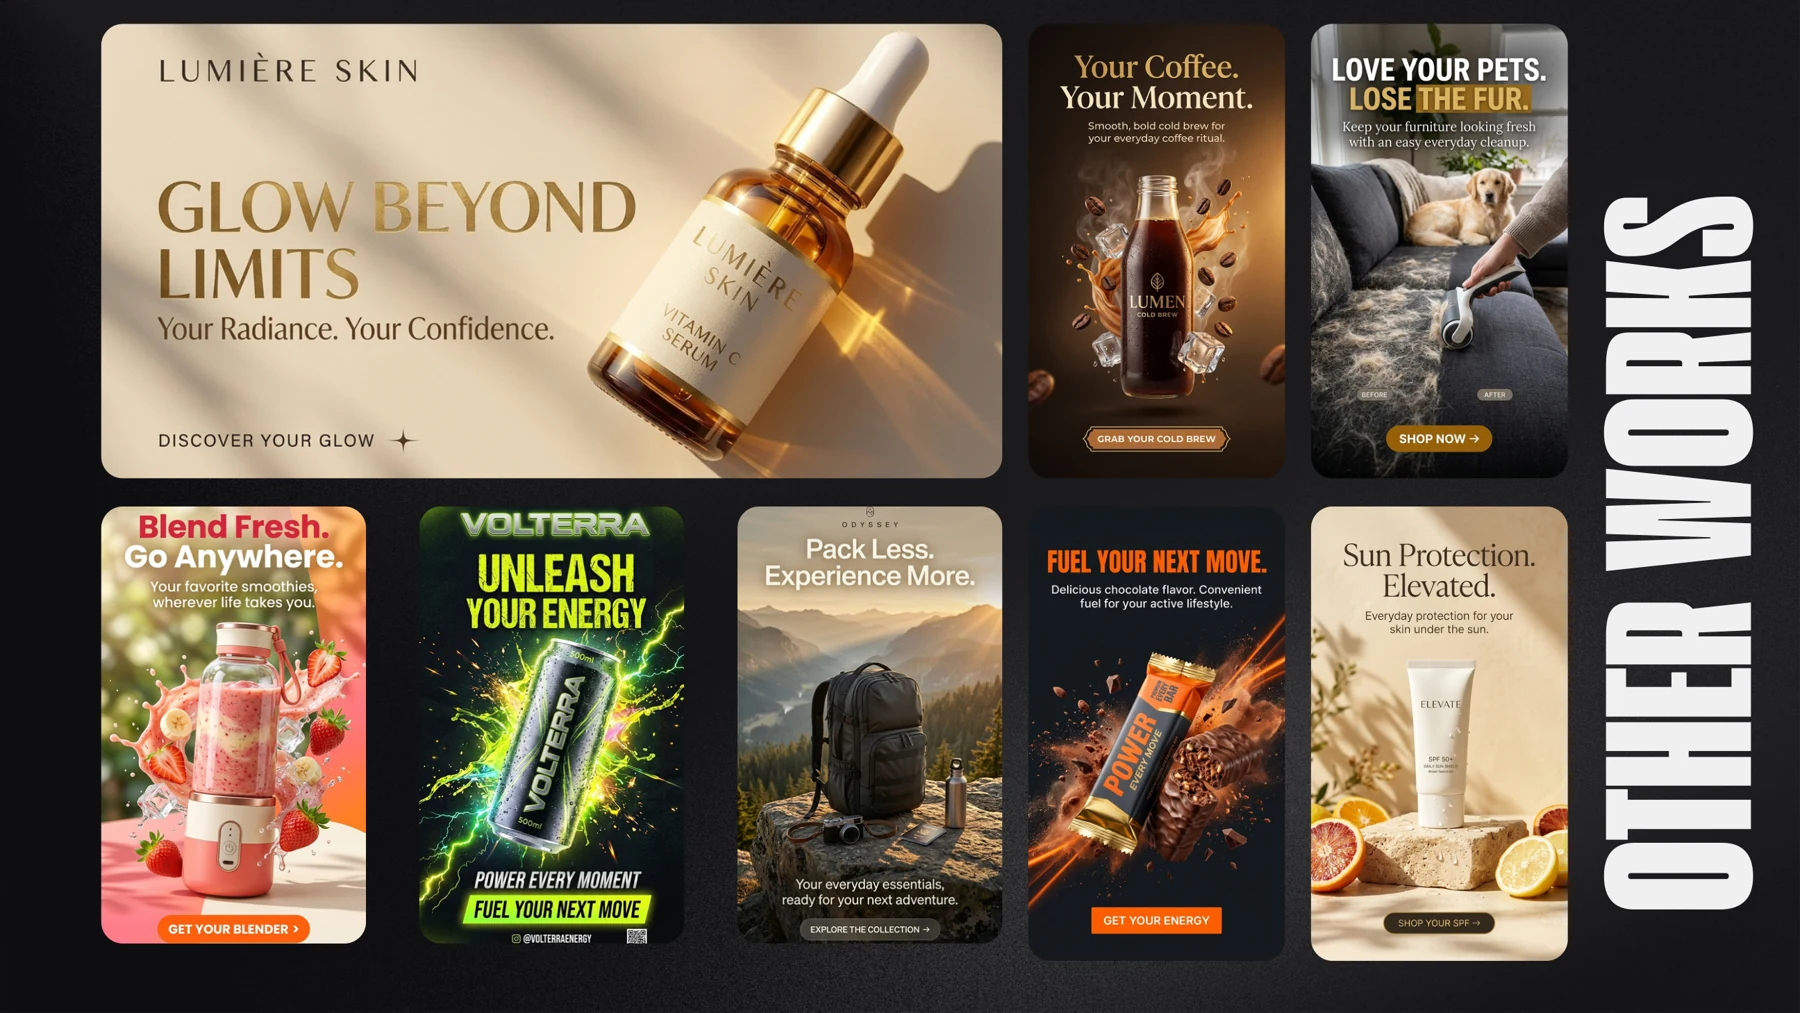 LUMIÈRE SKIN
GLOW BEYOND
LIMITS
Your Radiance. Your Confidence.
DISCOVER YOUR GLOW
LUMIÈRE
SKIN
VITAMIN C
SERUM
Your Coffee.
Your Moment.
Smooth, bold cold brew for
your everyday coffee ritual.
LUMEN
COLD BREW
GRAB YOUR COLD BREW
LOVE YOUR PETS.
LOSE THE FUR.
Keep your furniture looking fresh
with an easy everyday cleanup.
BEFORE
AFTER
SHOP NOW →
OTHER WORKS
Blend Fresh.
Go Anywhere.
Your favorite smoothies,
wherever life takes you.
GET YOUR BLENDER >
VOLTERRA
UNLEASH
YOUR ENERGY
500ml
VOLTERRA
500ml
POWER EVERY MOMENT
FUEL YOUR NEXT MOVE
@VOLTERRAENERGY
ODYSSEY
Pack Less.
Experience More.
Your everyday essentials,
ready for your next adventure.
EXPLORE THE COLLECTION →
FUEL YOUR NEXT MOVE.
Delicious chocolate flavor. Convenient
fuel for your active lifestyle.
POWER
EVERY MOVE
POWER
EVERY
BAR
GET YOUR ENERGY
Sun Protection.
Elevated.
Everyday protection for your
skin under the sun.
ELEVATE
SPF 50+
SHOP YOUR SPF →